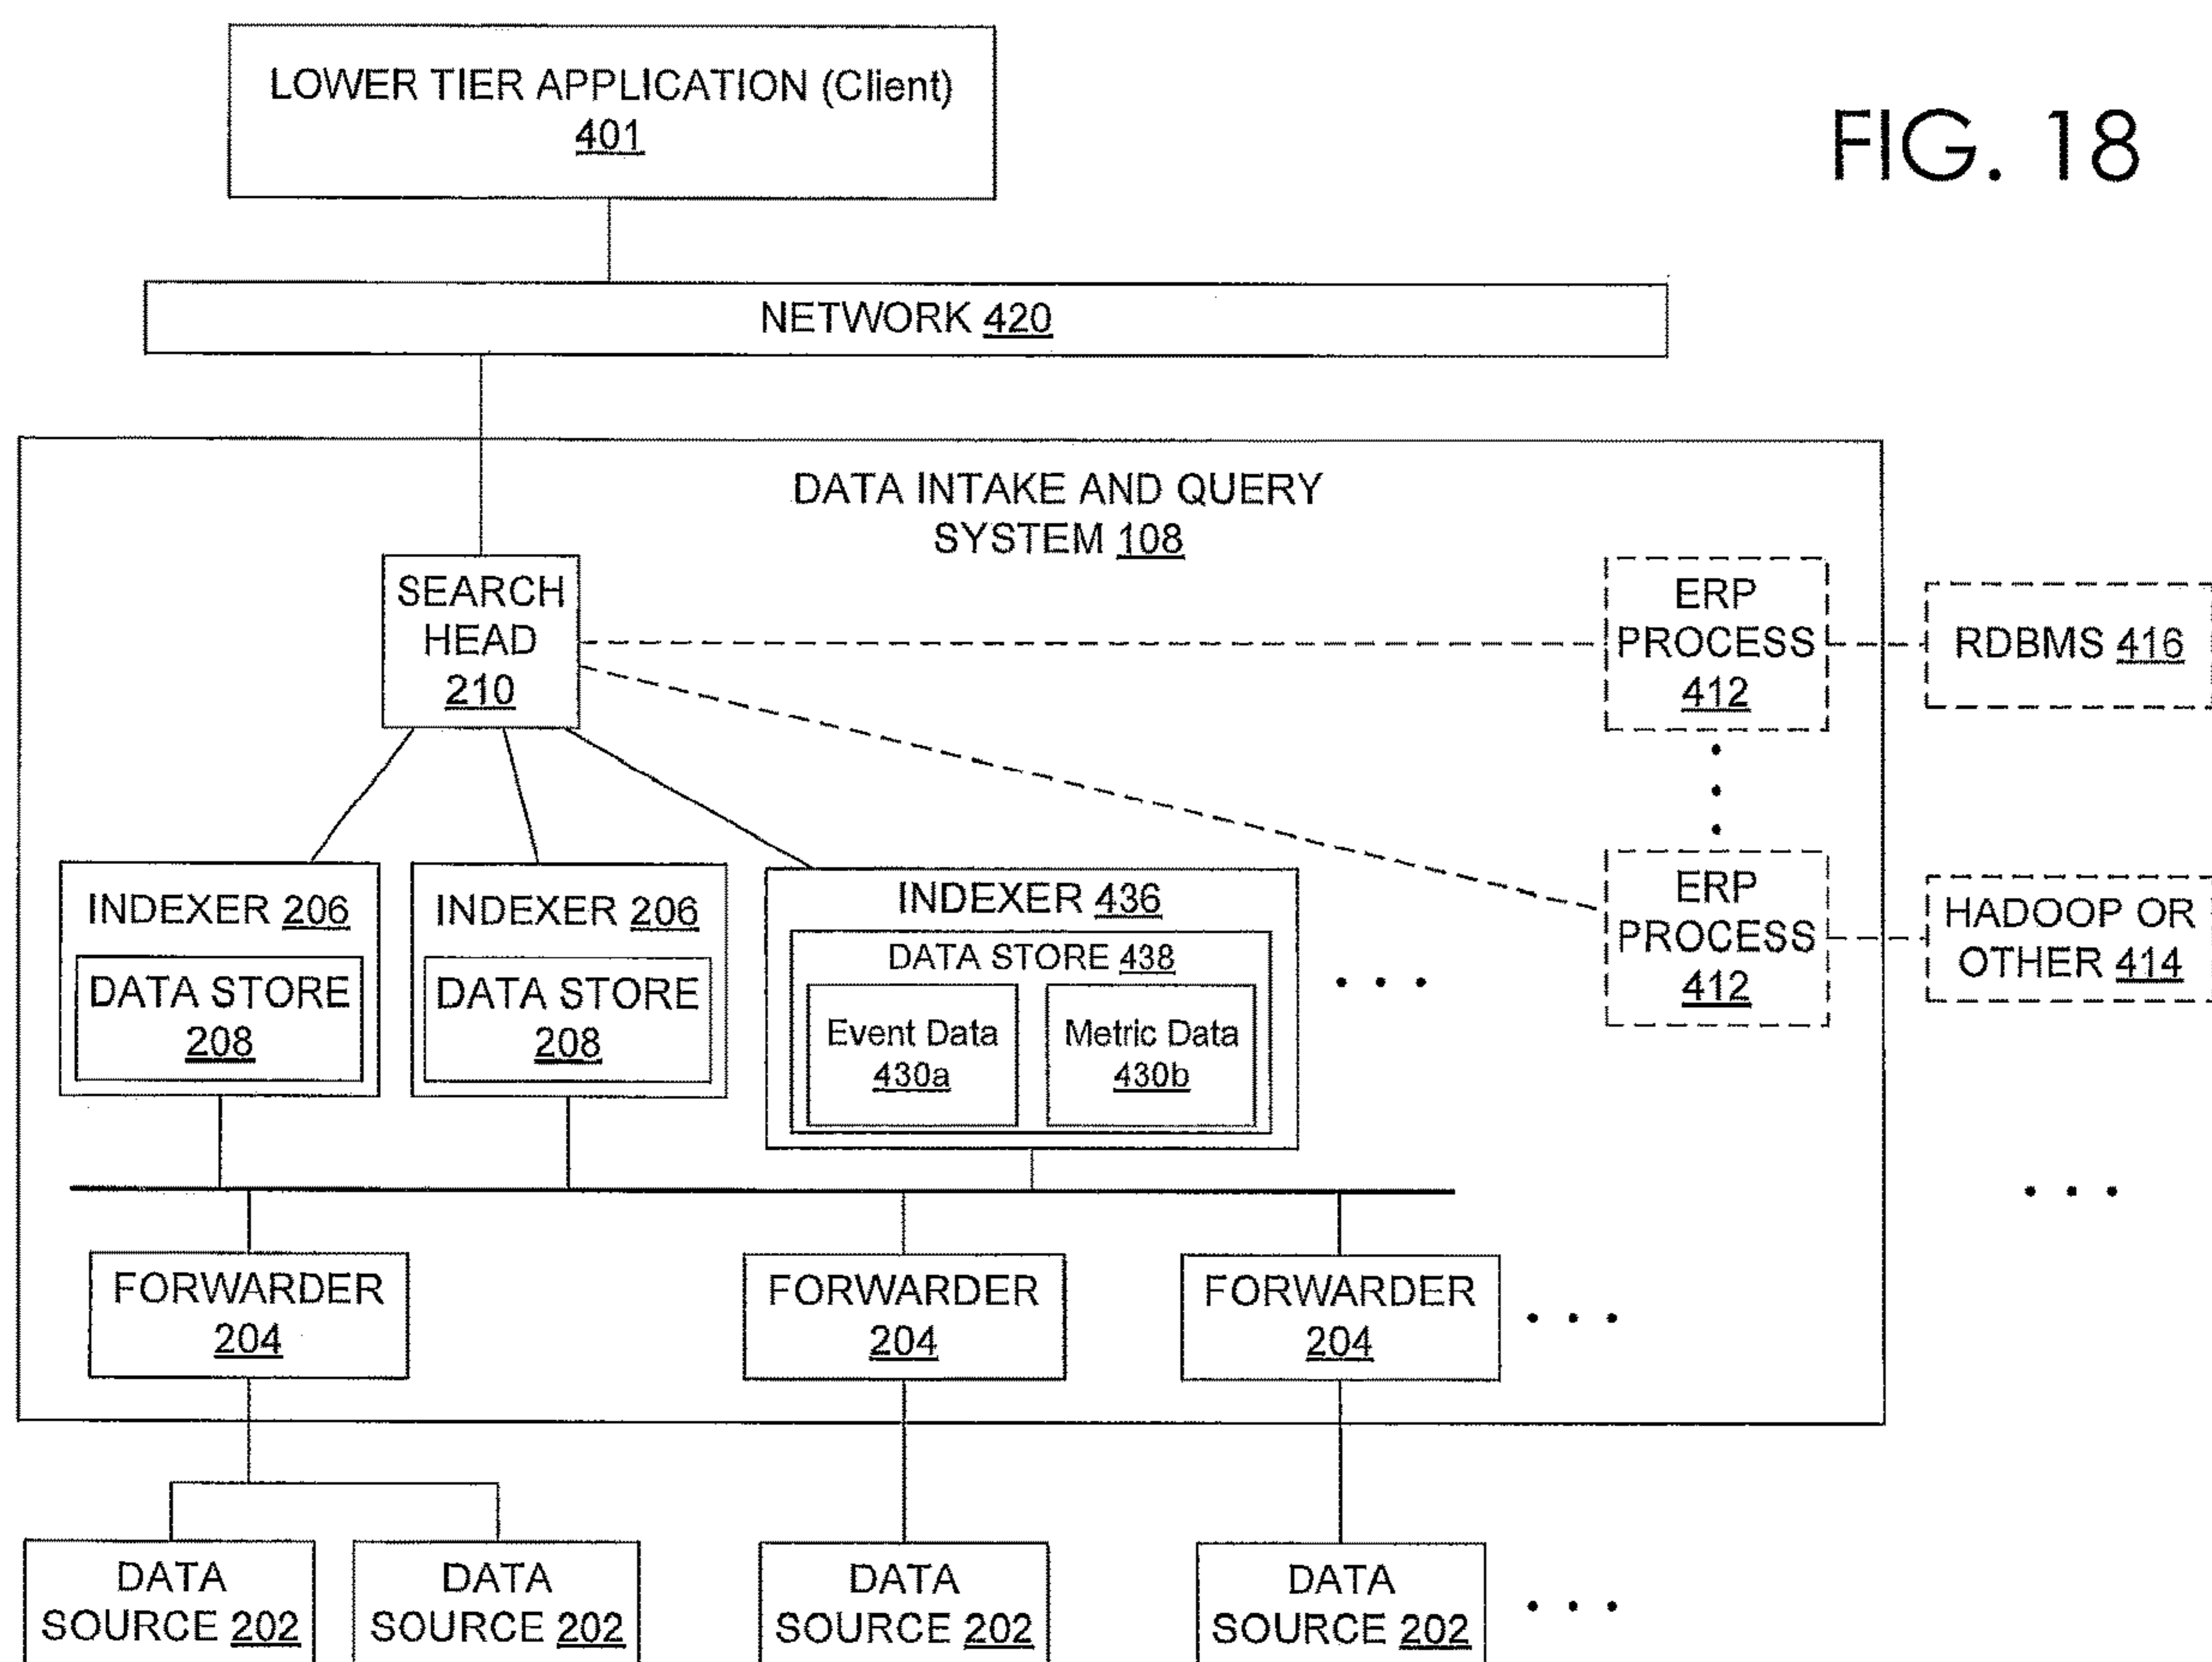 LOWER TIER APPLICATION (Client)
401
FIG. 18
NETWORK 420
DATA INTAKE AND QUERY
SYSTEM 108
SEARCH
HEAD
210
ERP
PROCESS
412
RDBMS 416
INDEXER 206
DATA STORE
208
INDEXER 206
DATA STORE
208
INDEXER 436
DATA STORE 438
Event Data
430a
Metric Data
430b
. . .
ERP
PROCESS
412
HADOOP OR
OTHER 414
. . .
FORWARDER
204
FORWARDER
204
FORWARDER
204
. . .
DATA
SOURCE 202
DATA
SOURCE 202
DATA
SOURCE 202
DATA
SOURCE 202
. . .